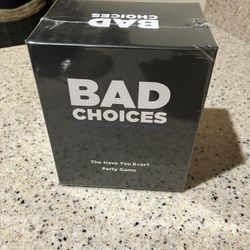 BAD
CHOICES
BAD
CHOICES
The Have You Ever?
Party Game